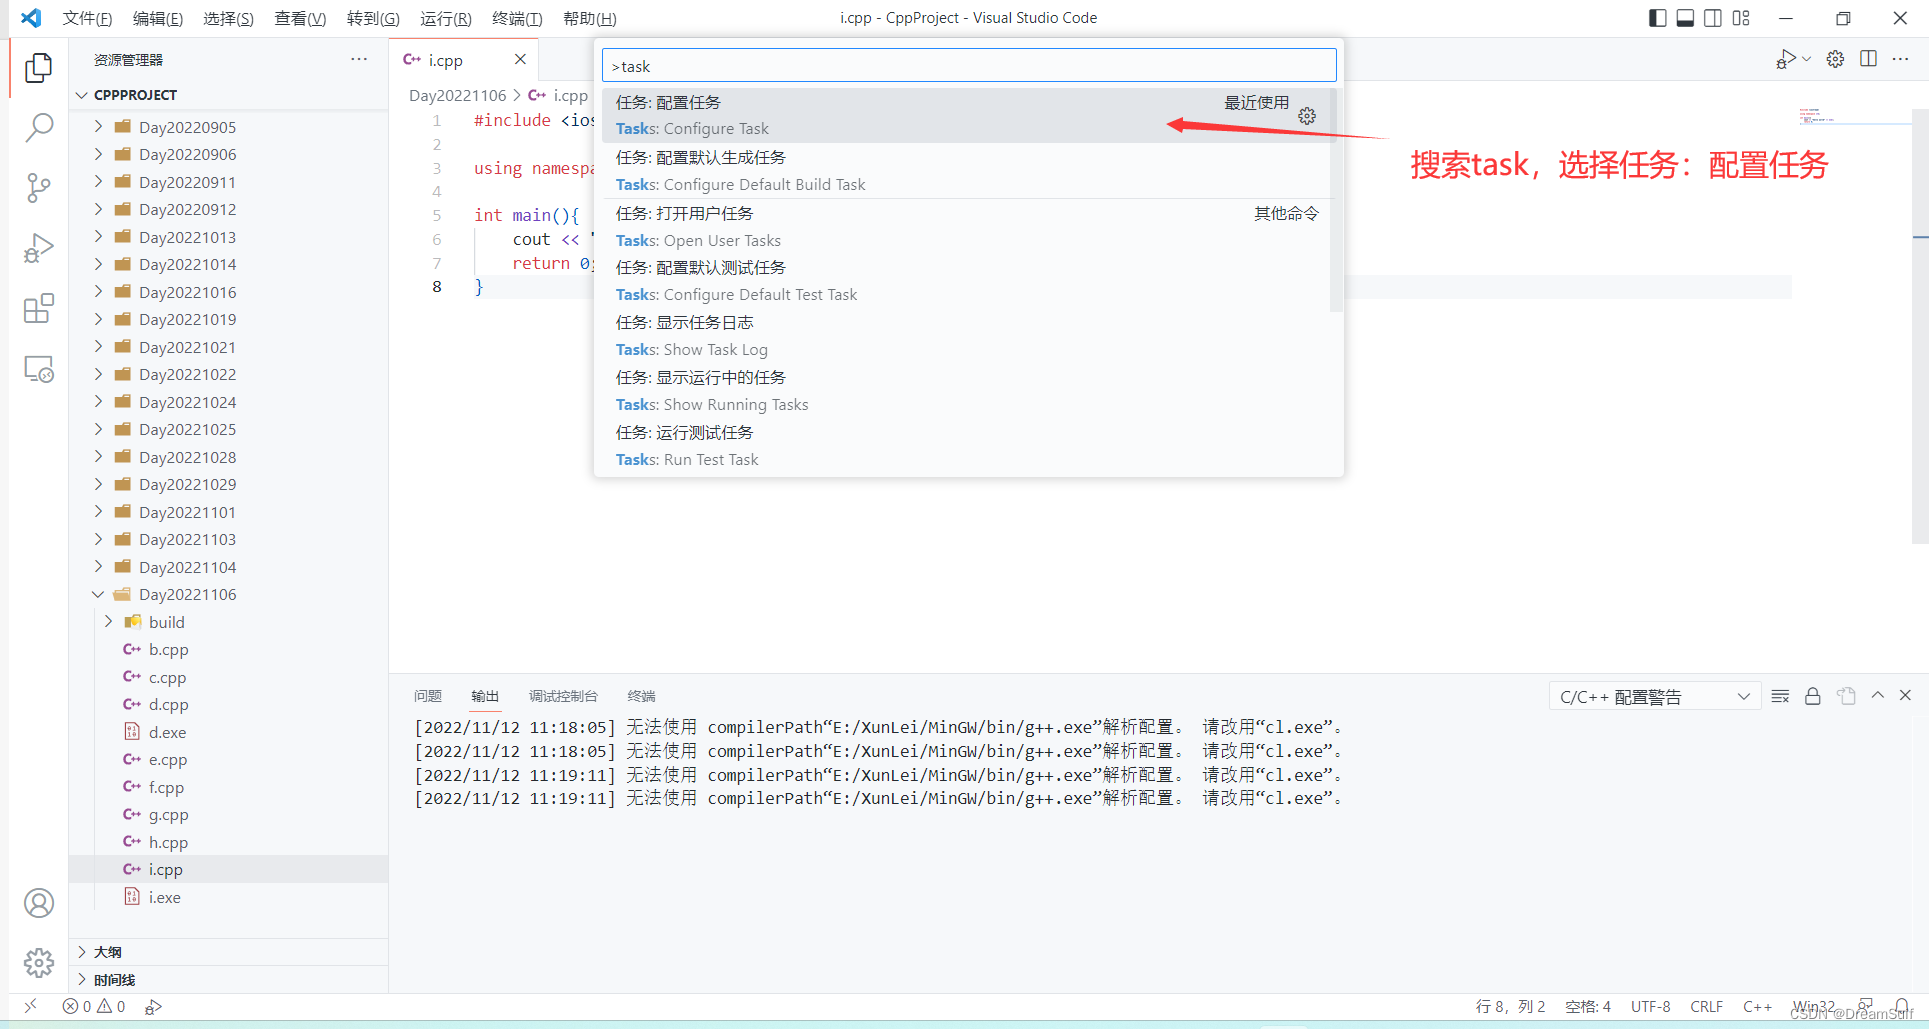 文件(F) 编辑(E) 选择(S) 查看(V) 转到(G) 运行(R) 终端(T) 帮助(H)
i.cpp - CppProject - Visual Studio Code
资源管理器
CPPPROJECT
Day20220905
Day20220906
Day20220911
Day20220912
Day20221013
Day20221014
Day20221016
Day20221019
Day20221021
Day20221022
Day20221024
Day20221025
Day20221028
Day20221029
Day20221101
Day20221103
Day20221104
Day20221106
build
b.cpp
c.cpp
d.cpp
d.exe
e.cpp
f.cpp
g.cpp
h.cpp
i.cpp
i.exe
大纲
时间线
i.cpp
Day20221106 > i.cpp
1 #include <ios
2
3 using namespa
4
5 int main(){
6 cout << "
7 return 0;
8 }
>task
任务: 配置任务 最近使用
Tasks: Configure Task
任务: 配置默认生成任务
Tasks: Configure Default Build Task
任务: 打开用户任务 其他命令
Tasks: Open User Tasks
任务: 配置默认测试任务
Tasks: Configure Default Test Task
任务: 显示任务日志
Tasks: Show Task Log
任务: 显示运行中的任务
Tasks: Show Running Tasks
任务: 运行测试任务
Tasks: Run Test Task
搜索task，选择任务：配置任务
问题 输出 调试控制台 终端
C/C++ 配置警告
[2022/11/12 11:18:05] 无法使用 compilerPath“E:/XunLei/MinGW/bin/g++.exe”解析配置。 请改用“cl.exe”。
[2022/11/12 11:18:05] 无法使用 compilerPath“E:/XunLei/MinGW/bin/g++.exe”解析配置。 请改用“cl.exe”。
[2022/11/12 11:19:11] 无法使用 compilerPath“E:/XunLei/MinGW/bin/g++.exe”解析配置。 请改用“cl.exe”。
[2022/11/12 11:19:11] 无法使用 compilerPath“E:/XunLei/MinGW/bin/g++.exe”解析配置。 请改用“cl.exe”。
0 0
行 8，列 2 空格: 4 UTF-8 CRLF C++ Win32
CSDN @DreamSuff